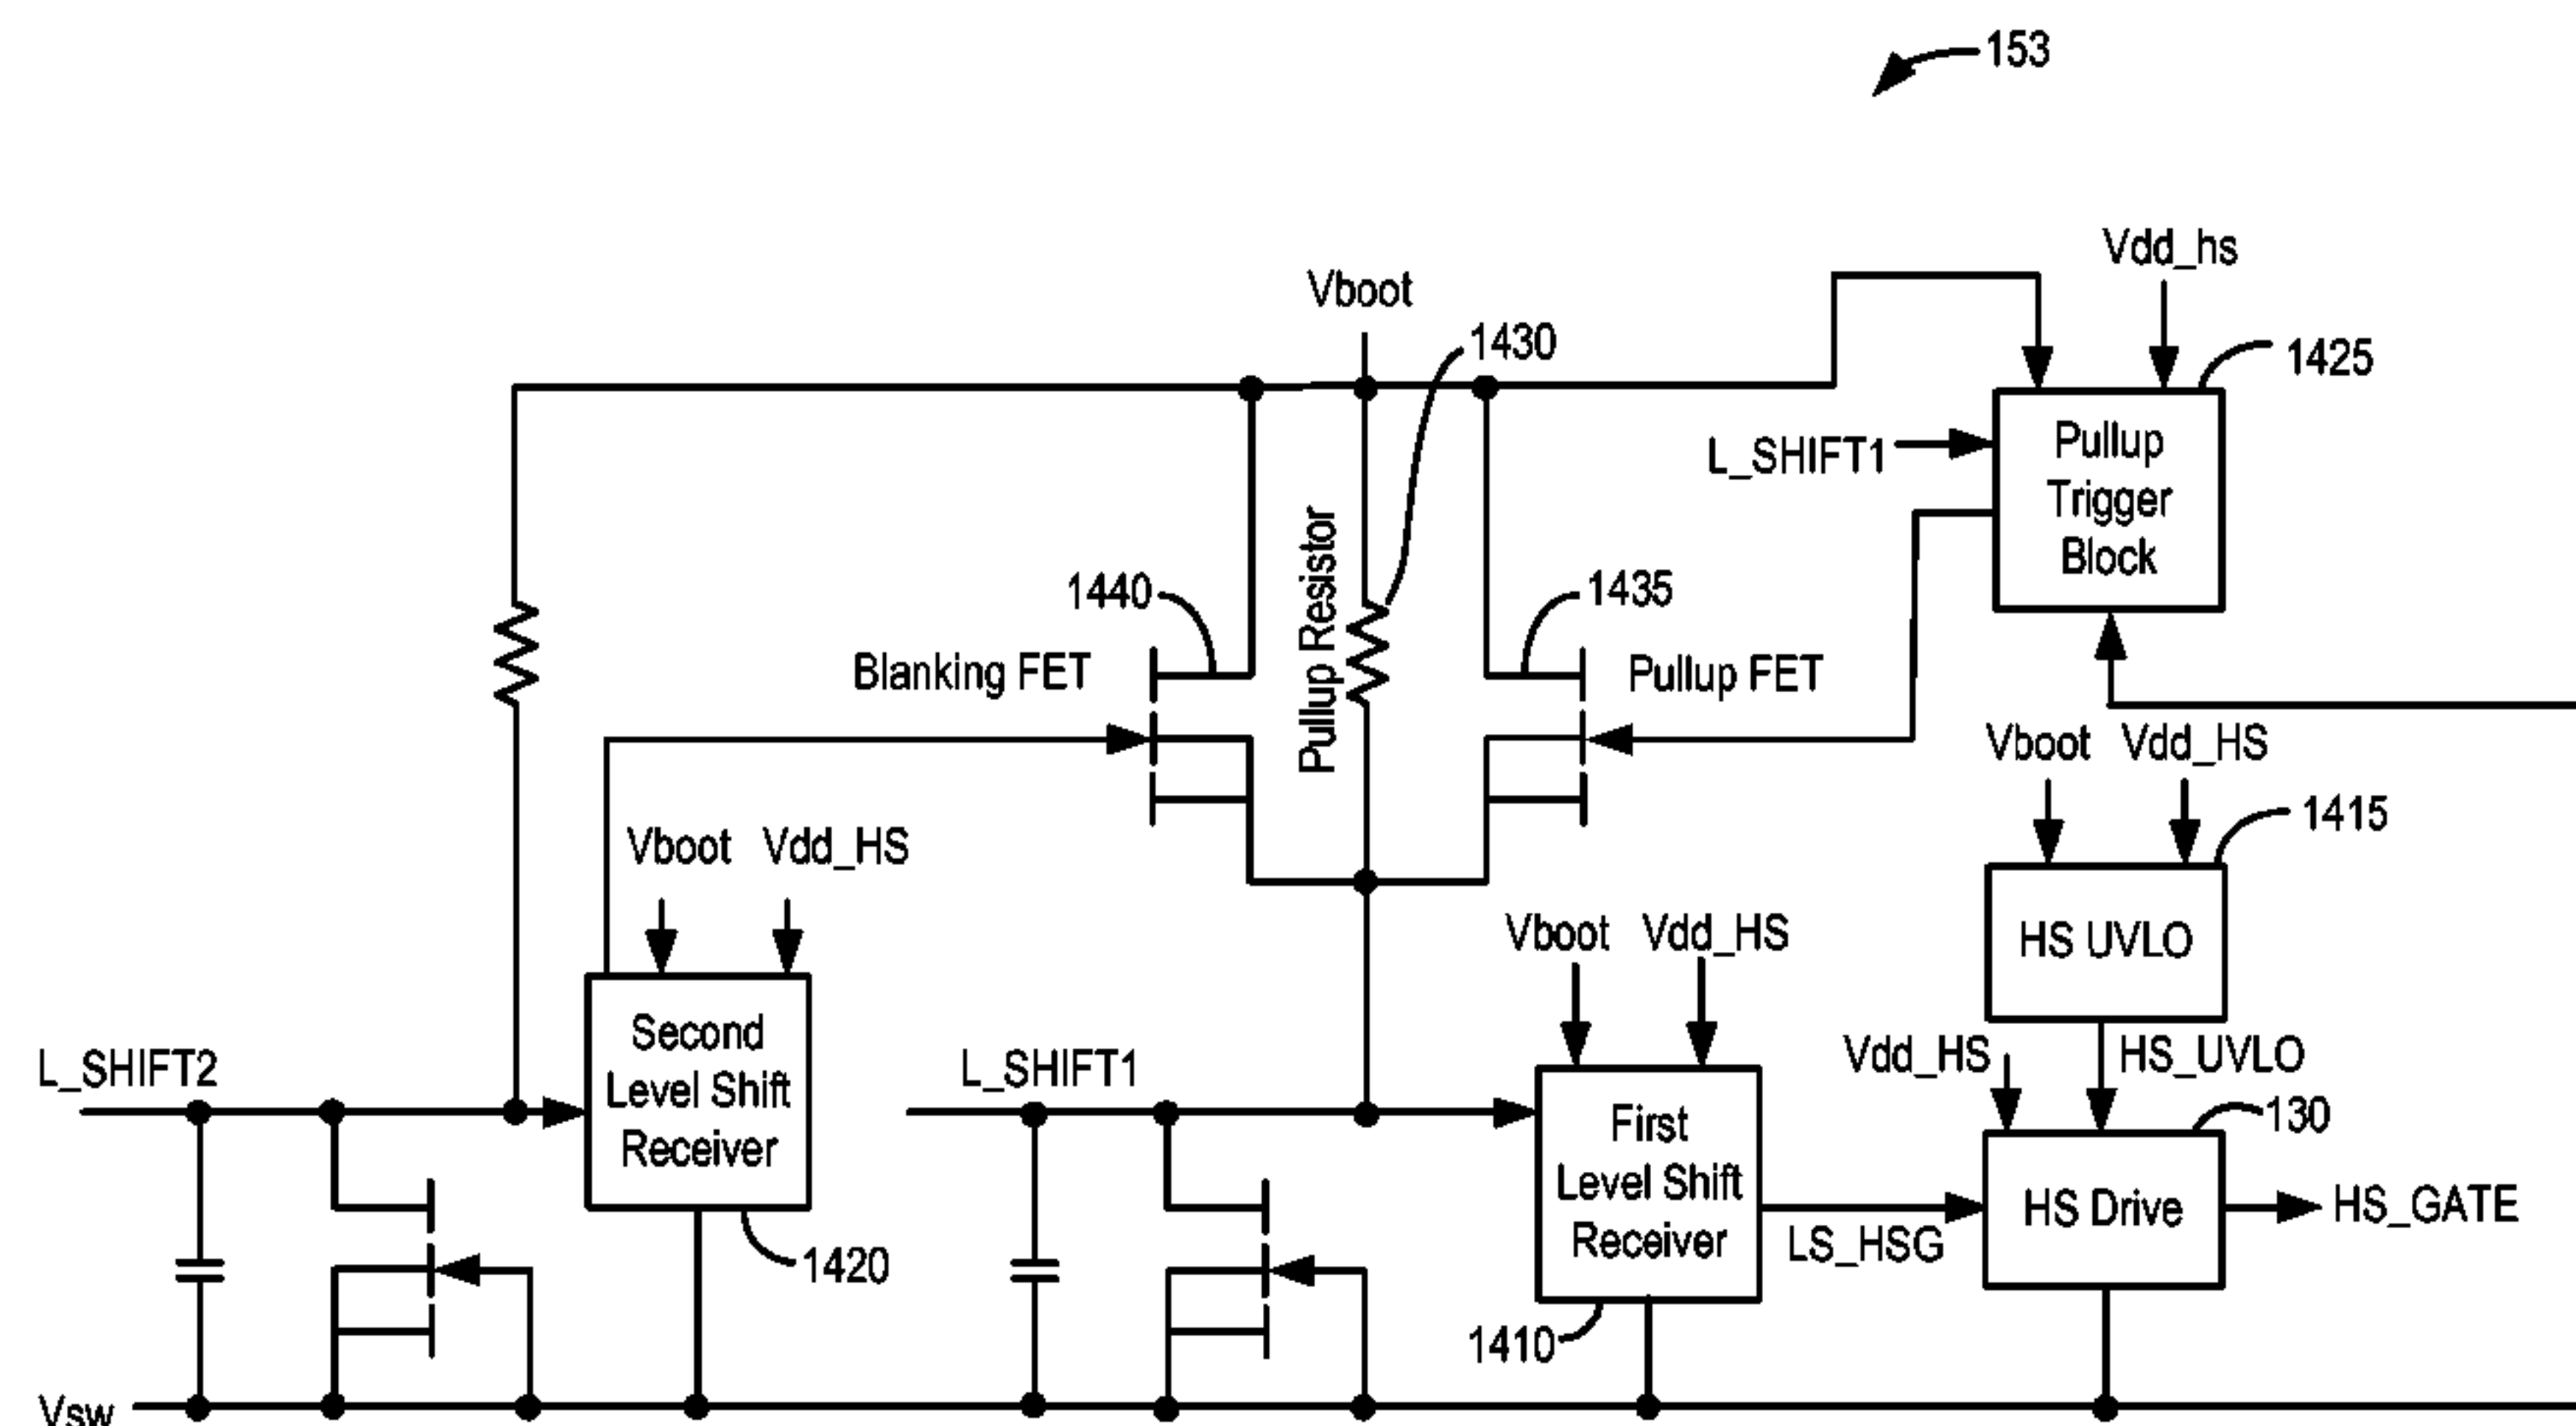 153
Vdd_hs
Vboot
1430
1425
L_SHIFT1
Pullup
Trigger
Block
1440
Pullup Resistor
1435
Blanking FET
Pullup FET
Vboot Vdd_HS
1415
Vboot Vdd_HS
Vboot Vdd_HS
HS UVLO
L_SHIFT2
Second
Level Shift
Receiver
L_SHIFT1
First
Level Shift
Receiver
Vdd_HS
HS_UVLO
130
HS Drive
HS_GATE
LS_HSG
1420
1410
Vsw